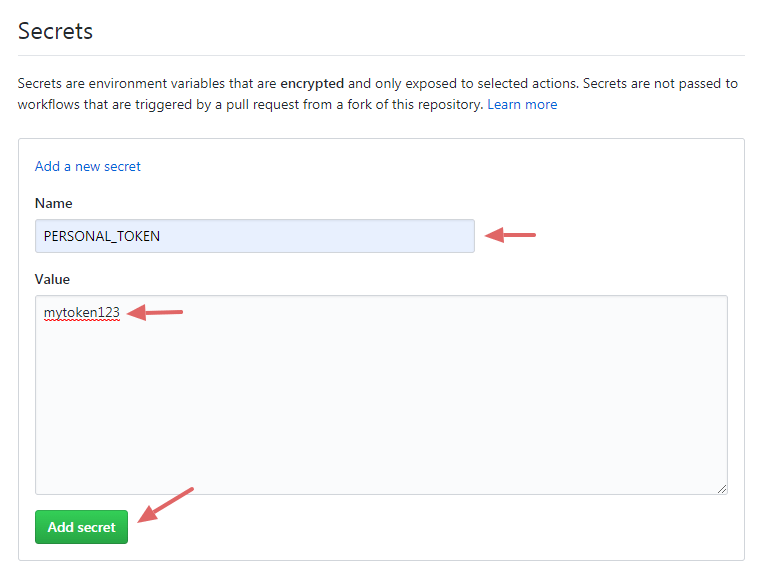 Secrets
Secrets are environment variables that are encrypted and only exposed to selected actions. Secrets are not passed to
workflows that are triggered by a pull request from a fork of this repository. Learn more
Add a new secret
Name
PERSONAL_TOKEN
Value
mytoken123
Add secret